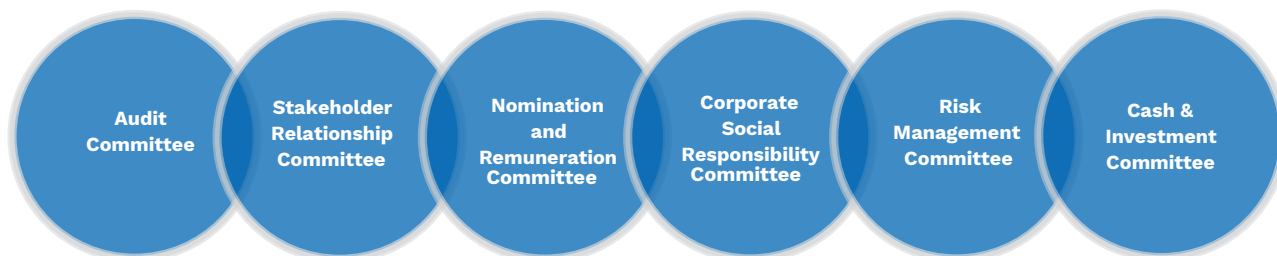 Audit
Committee
Stakeholder
Relationship
Committee
Nomination
and
Remuneration
Committee
Corporate
Social
Responsibility
Committee
Risk
Management
Committee
Cash &
Investment
Committee